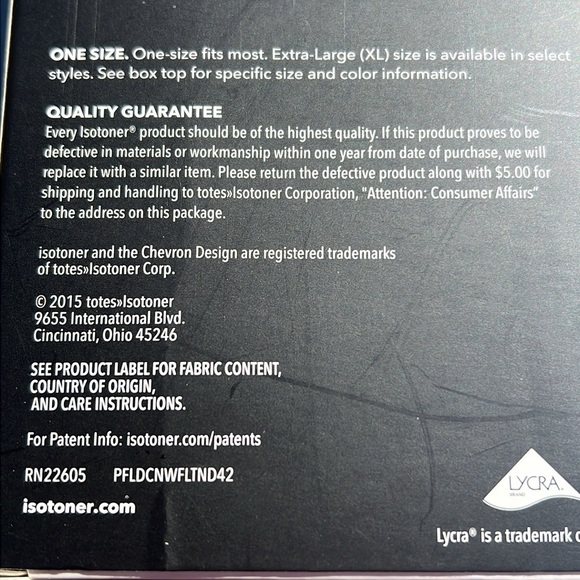 ONE SIZE. One-size fits most. Extra-Large (XL) size is available in select
styles. See box top for specific size and color information.
QUALITY GUARANTEE
Every Isotoner® product should be of the highest quality. If this product proves to be
defective in materials or workmanship within one year from date of purchase, we will
replace it with a similar item. Please return the defective product along with $5.00 for
shipping and handling to totes»Isotoner Corporation, "Attention: Consumer Affairs"
to the address on this package.
isotoner and the Chevron Design are registered trademarks
of totes»Isotoner Corp.
© 2015 totes»Isotoner
9655 International Blvd.
Cincinnati, Ohio 45246
SEE PRODUCT LABEL FOR FABRIC CONTENT,
COUNTRY OF ORIGIN,
AND CARE INSTRUCTIONS.
For Patent Info: isotoner.com/patents
RN22605 PFLDCNWFLTND42
isotoner.com
LYCRA®
BRAND
Lycra® is a trademark